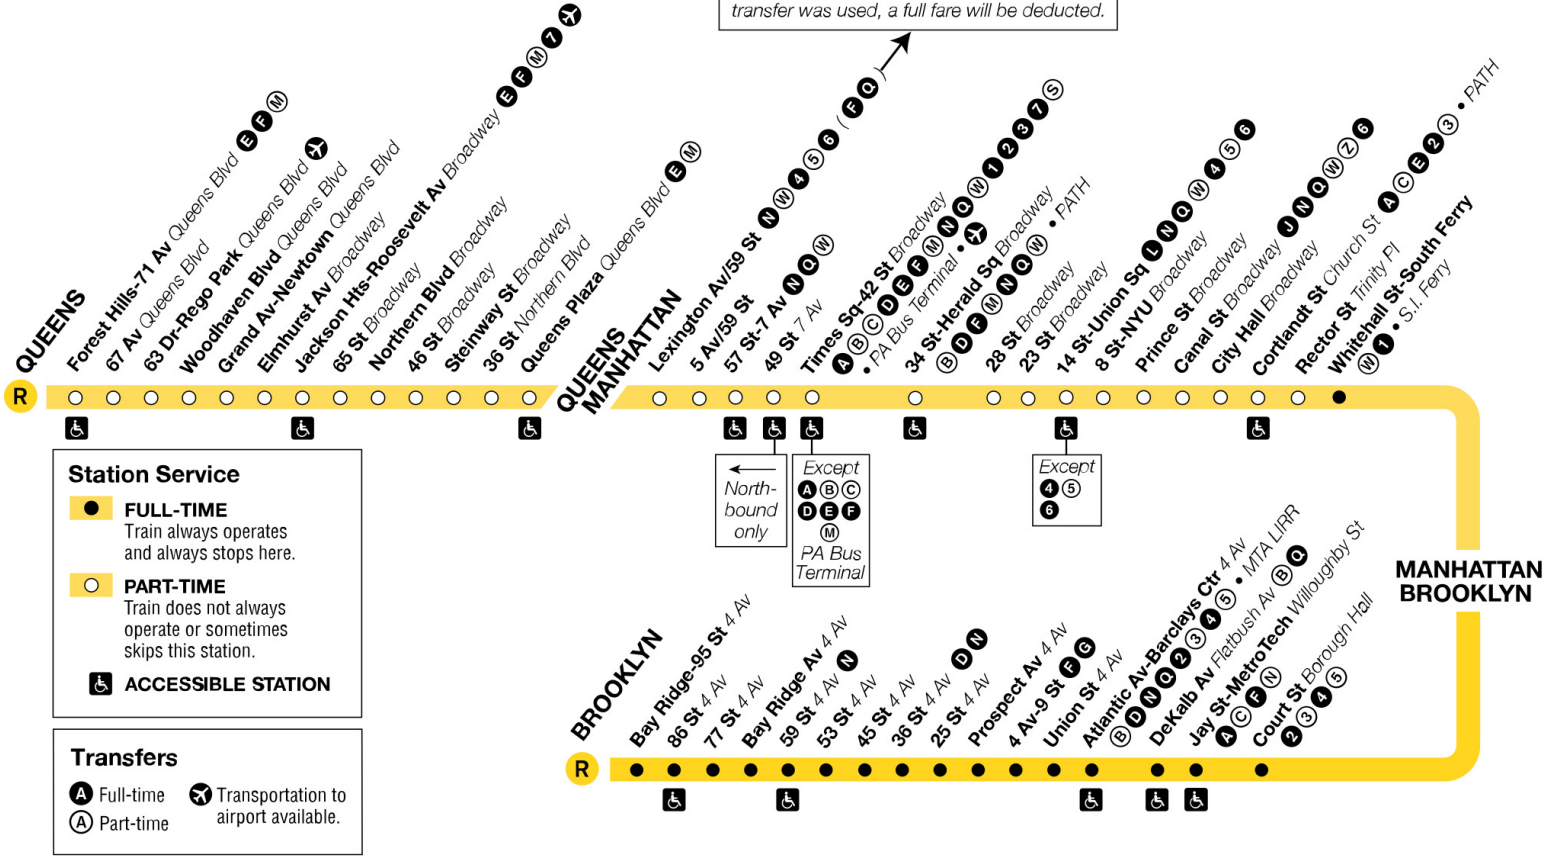 transfer was used, a full fare will be deducted.
QUEENS
R
Forest Hills-71 Av Queens Blvd E F M
67 Av Queens Blvd
63 Dr-Rego Park Queens Blvd
Woodhaven Blvd Queens Blvd
Grand Av-Newtown Queens Blvd
Elmhurst Av Broadway
Jackson Hts-Roosevelt Av Broadway E F M 7
65 St Broadway
Northern Blvd Broadway
46 St Broadway
Steinway St Broadway
36 St Northern Blvd
Queens Plaza Queens Blvd E M
QUEENS
MANHATTAN
Lexington Av/59 St N W 4 5 6 ( F Q )
5 Av/59 St
57 St-7 Av N Q W
49 St 7 Av
Times Sq-42 St Broadway
A B C D E F M N Q W 1 2 3 7 S
• PA Bus Terminal •
34 St-Herald Sq Broadway
B D F M N Q W • PATH
28 St Broadway
23 St Broadway
14 St-Union Sq L N Q W 4 5 6
8 St-NYU Broadway
Prince St Broadway
Canal St Broadway J N Q W Z 6
City Hall Broadway
Cortlandt St Church St A C E 2 3 • PATH
Rector St Trinity Pl
Whitehall St-South Ferry
W 1 • S.I. Ferry
North-
bound
only
Except
A B C
D E F
M
PA Bus
Terminal
Except
4 5
6
Station Service
FULL-TIME
Train always operates
and always stops here.
PART-TIME
Train does not always
operate or sometimes
skips this station.
ACCESSIBLE STATION
Transfers
A Full-time
A Part-time
Transportation to
airport available.
MANHATTAN
BROOKLYN
BROOKLYN
R
Bay Ridge-95 St 4 Av
86 St 4 Av
77 St 4 Av
Bay Ridge Av 4 Av
59 St 4 Av N
53 St 4 Av
45 St 4 Av
36 St 4 Av D N
25 St 4 Av
Prospect Av 4 Av
4 Av-9 St F G
Union St 4 Av
Atlantic Av-Barclays Ctr 4 Av
B D N Q 2 3 4 5 • MTA LIRR
DeKalb Av Flatbush Av B Q
Jay St-MetroTech Willoughby St
A C F N
Court St Borough Hall
2 3 4 5